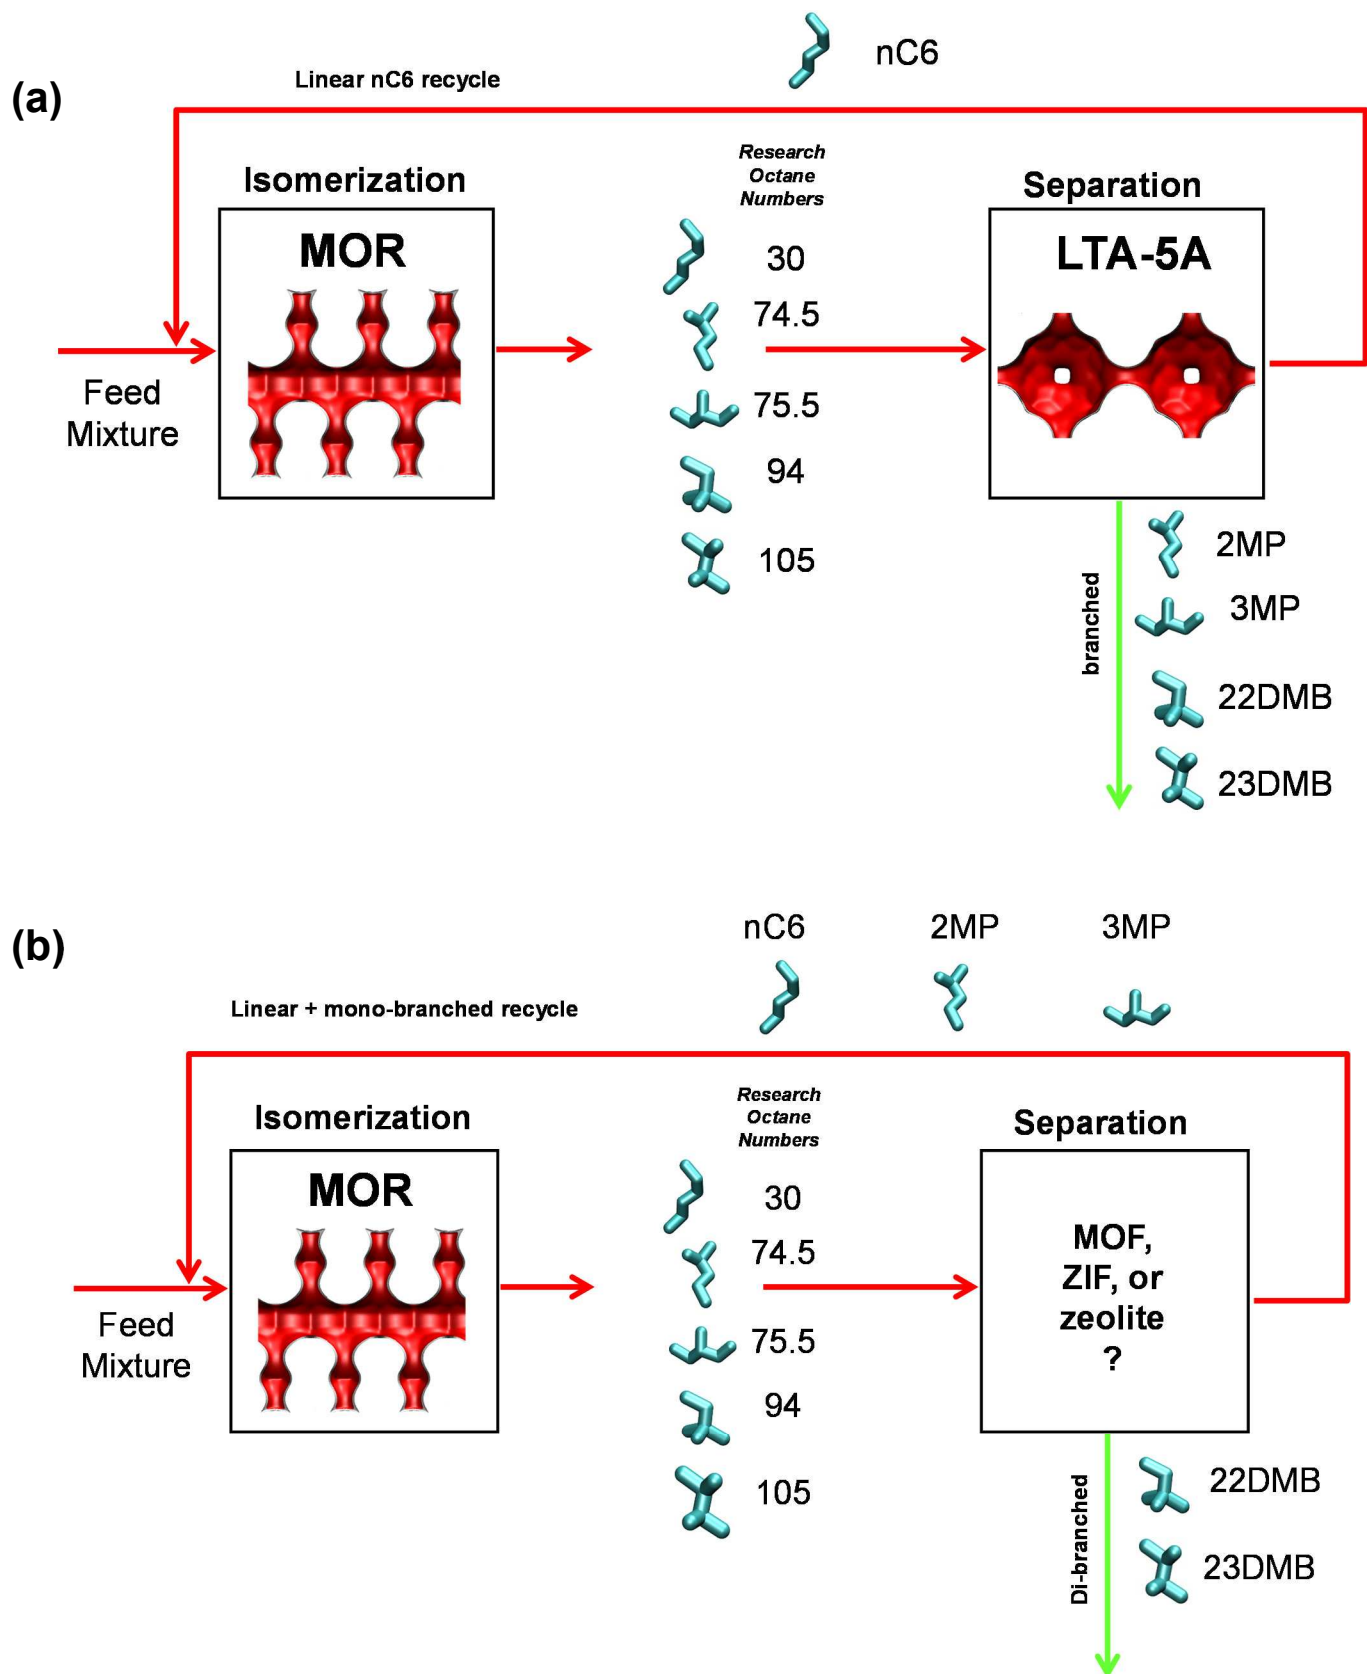 (a)
nC6
Linear nC6 recycle
Research
Octane
Numbers
Isomerization
Separation
MOR
LTA-5A
30
74.5
75.5
94
105
Feed
Mixture
branched
2MP
3MP
22DMB
23DMB
(b)
nC6
2MP
3MP
Linear + mono-branched recycle
Research
Octane
Numbers
Isomerization
Separation
MOR
30
74.5
75.5
94
105
Feed
Mixture
MOF,
ZIF, or
zeolite
?
Di-branched
22DMB
23DMB